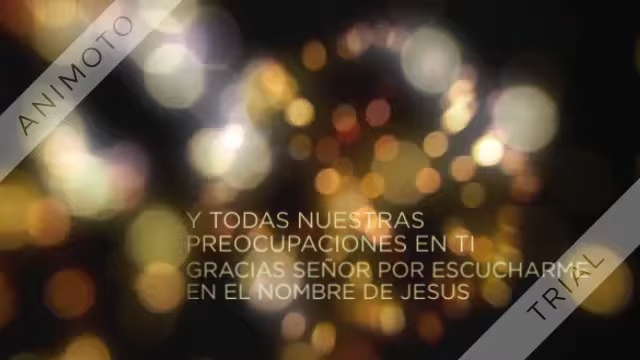 ANIMOTO
Y TODAS NUESTRAS
PREOCUPACIONES EN TI
GRACIAS SEÑOR POR ESCUCHARME
EN EL NOMBRE DE JESUS
TRIAL